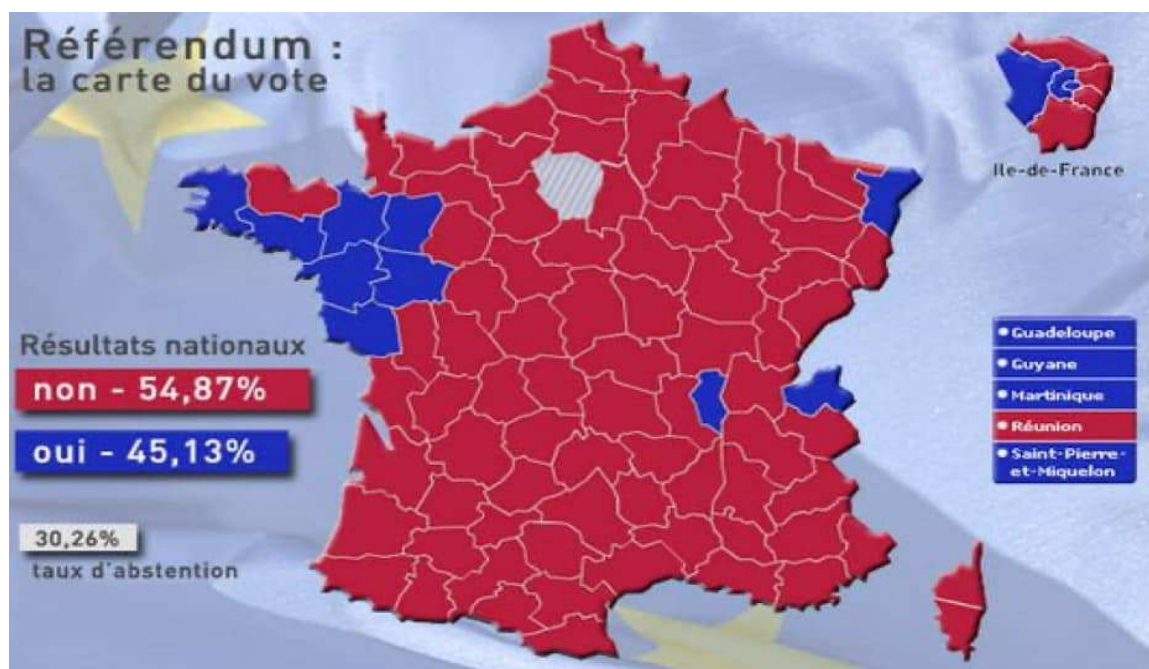 Référendum :
la carte du vote
Ile-de-France
Résultats nationaux
non - 54,87%
oui - 45,13%
30,26%
taux d'abstention
Guadeloupe
Guyane
Martinique
Réunion
Saint-Pierre-
et-Miquelon